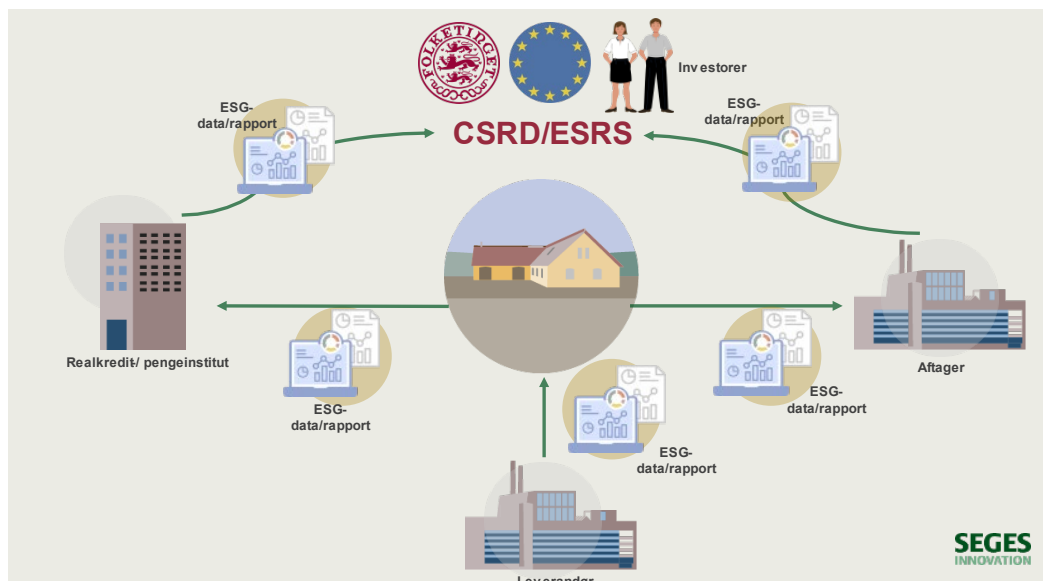 FOLKETINGET
Investorer
ESG-
data/rapport
ESG-
data/rapport
CSRD/ESRS
Realkredit/ pengeinstitut
Aftager
ESG-
data/rapport
ESG-
data/rapport
ESG-
data/rapport
Leverandør
SEGES
INNOVATION